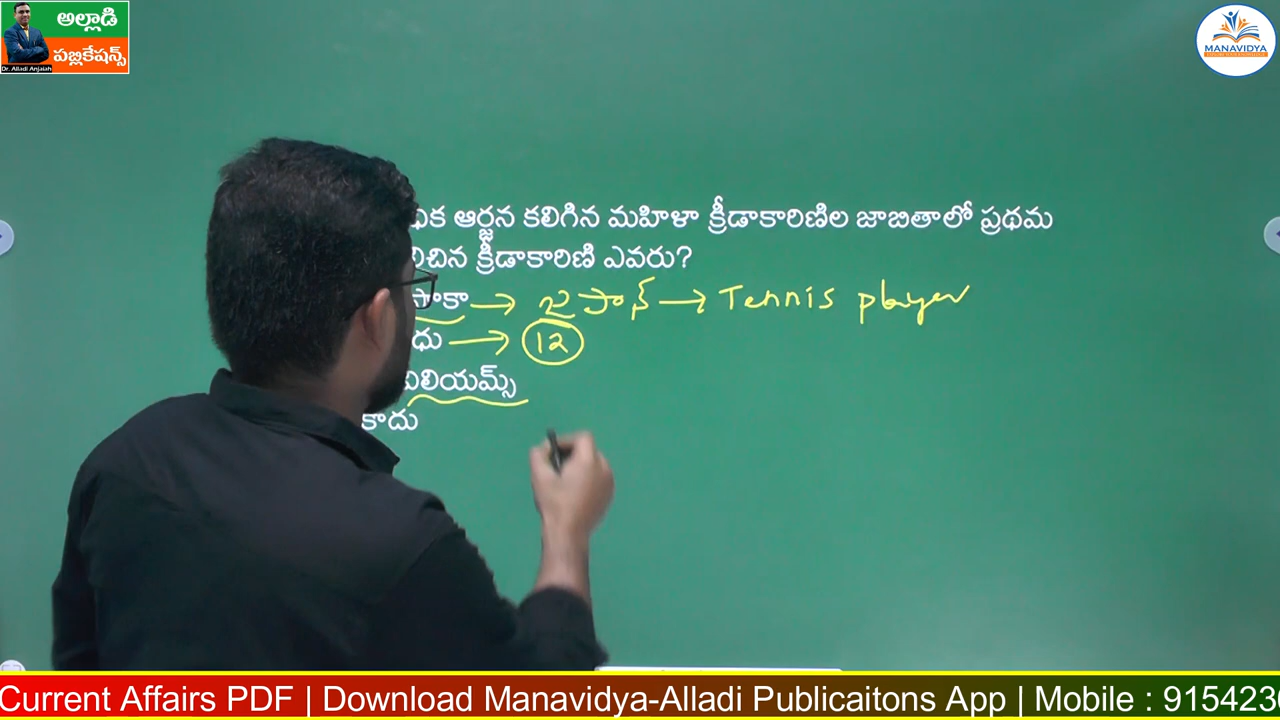 అల్లాడి
పబ్లికేషన్స్
Dr. Alladi Anjaiah
MANAVIDYA
ఆర్జన కలిగిన మహిళా క్రీడాకారిణిల జాబితాలో ప్రథమ
క్రీడాకారిణి ఎవరు?
→ జపాన్ → Tennis player
→ 12
విలియమ్స్
కాదు
Current Affairs PDF | Download Manavidya-Alladi Publicaitons App | Mobile : 915423